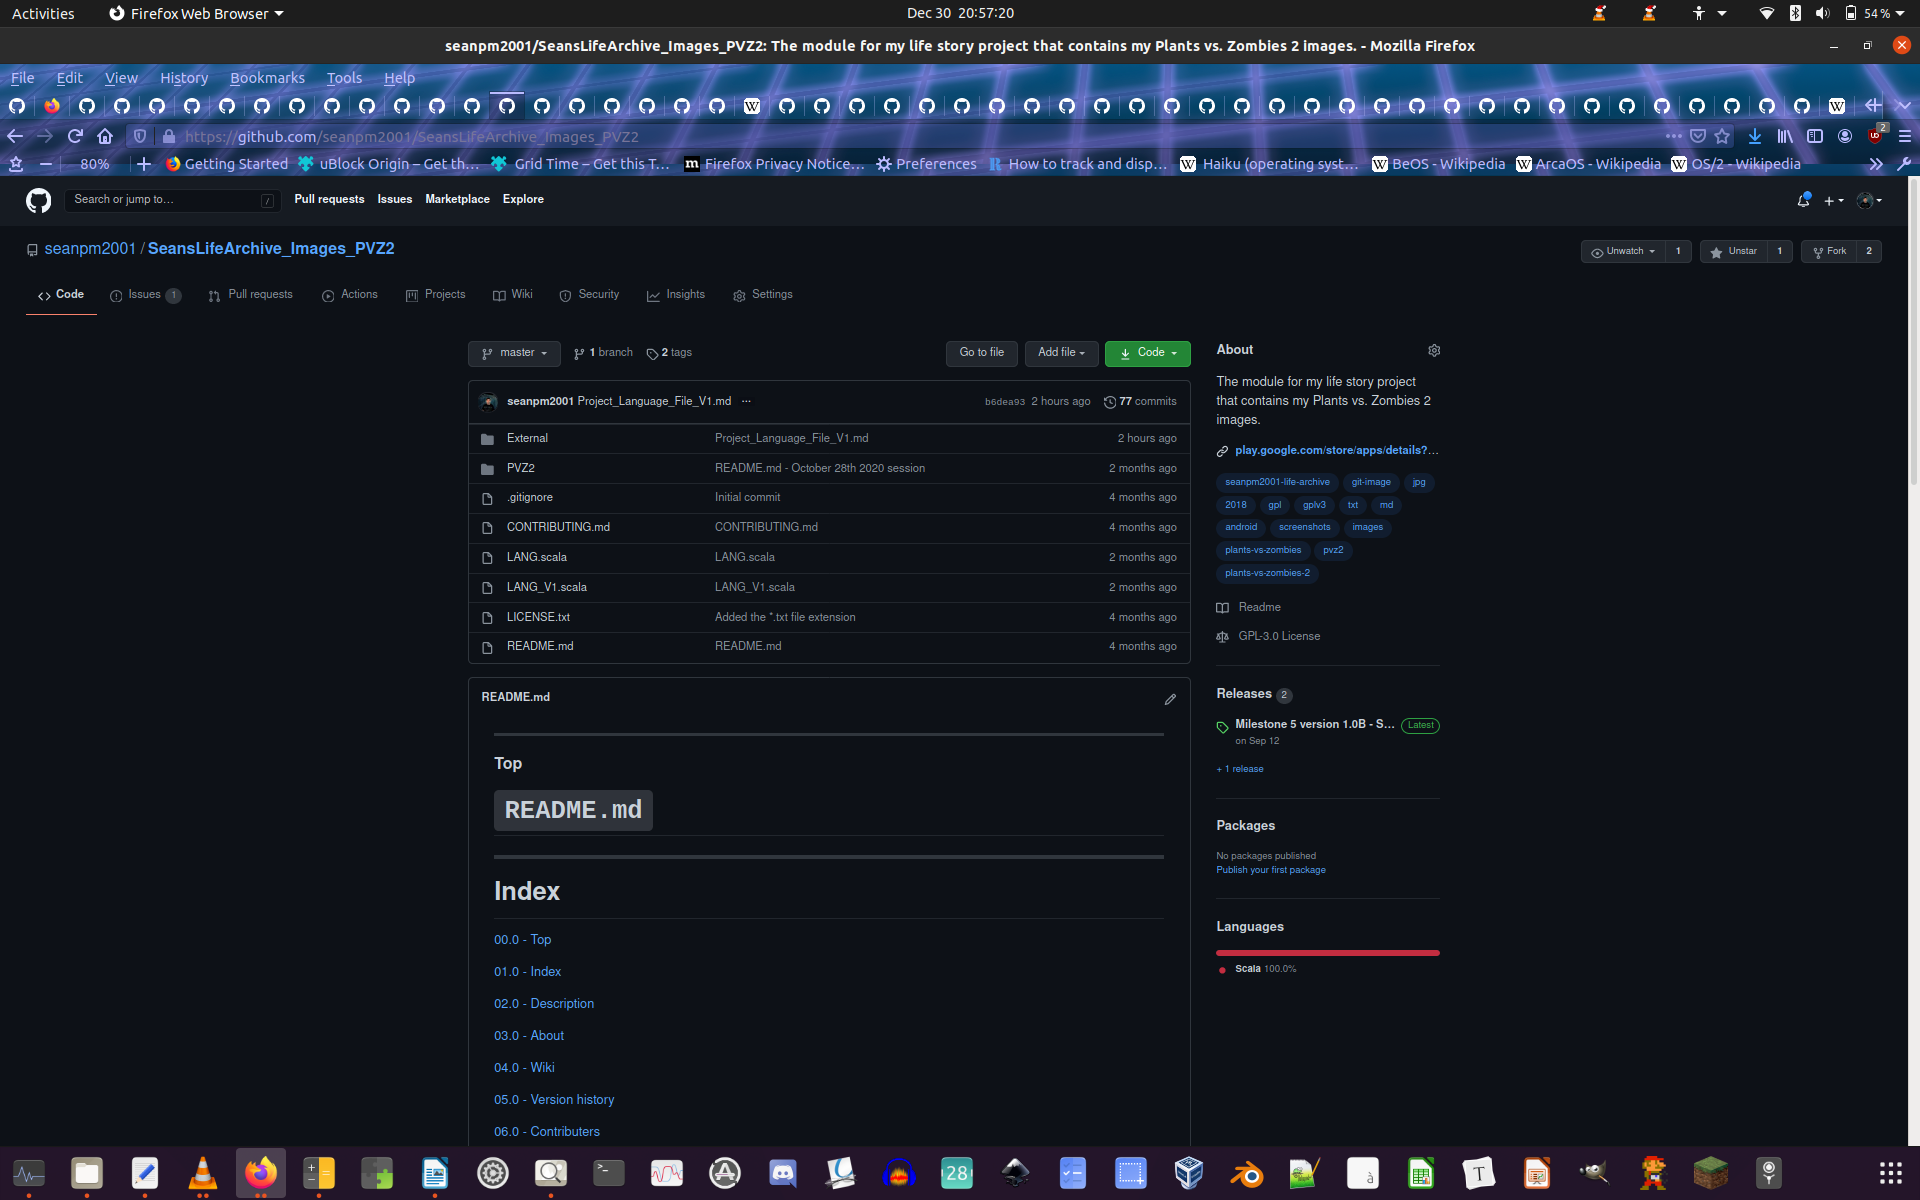 Activities Firefox Web Browser Dec 30 20:57:20 54 %
seanpm2001/SeansLifeArchive_Images_PVZ2: The module for my life story project that contains my Plants vs. Zombies 2 images. - Mozilla Firefox
File Edit View History Bookmarks Tools Help
https://github.com/seanpm2001/SeansLifeArchive_Images_PVZ2 2
80% Getting Started uBlock Origin – Get th… Grid Time – Get this T… Firefox Privacy Notice… Preferences How to track and disp… Haiku (operating syst… BeOS - Wikipedia ArcaOS - Wikipedia OS/2 - Wikipedia
Search or jump to… / Pull requests Issues Marketplace Explore
seanpm2001 / SeansLifeArchive_Images_PVZ2 Unwatch 1 Unstar 1 Fork 2
Code Issues 1 Pull requests Actions Projects Wiki Security Insights Settings
master 1 branch 2 tags Go to file Add file Code
seanpm2001 Project_Language_File_V1.md ... b6dea93 2 hours ago 77 commits
External Project_Language_File_V1.md 2 hours ago
PVZ2 README.md - October 28th 2020 session 2 months ago
.gitignore Initial commit 4 months ago
CONTRIBUTING.md CONTRIBUTING.md 4 months ago
LANG.scala LANG.scala 2 months ago
LANG_V1.scala LANG_V1.scala 2 months ago
LICENSE.txt Added the *.txt file extension 4 months ago
README.md README.md 4 months ago
README.md
Top
README.md
Index
00.0 - Top
01.0 - Index
02.0 - Description
03.0 - About
04.0 - Wiki
05.0 - Version history
06.0 - Contributers
About
The module for my life story project
that contains my Plants vs. Zombies 2
images.
play.google.com/store/apps/details?…
seanpm2001-life-archive git-image jpg
2018 gpl gplv3 txt md
android screenshots images
plants-vs-zombies pvz2
plants-vs-zombies-2
Readme
GPL-3.0 License
Releases 2
Milestone 5 version 1.0B - S… Latest
on Sep 12
+ 1 release
Packages
No packages published
Publish your first package
Languages
Scala 100.0%
28